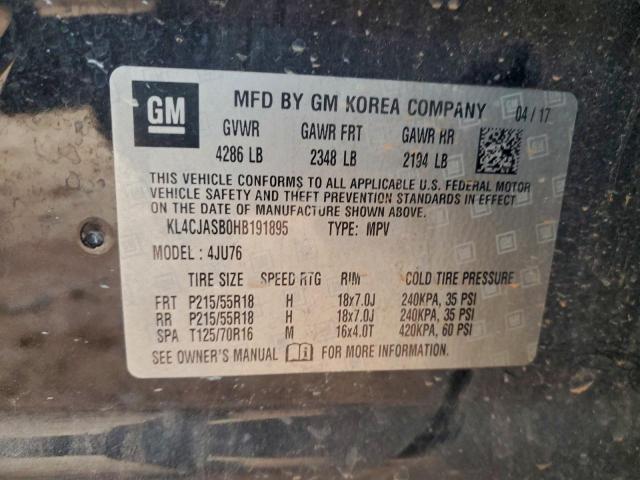 GM MFD BY GM KOREA COMPANY 04/17
GVWR GAWR FRT GAWR RR
4286 LB 2348 LB 2194 LB
THIS VEHICLE CONFORMS TO ALL APPLICABLE U.S. FEDERAL MOTOR
VEHICLE SAFETY AND THEFT PREVENTION STANDARDS IN EFFECT
ON THE DATE OF MANUFACTURE SHOWN ABOVE.
KL4CJASB0HB191895 TYPE: MPV
MODEL: 4JU76
TIRE SIZE SPEED RTG RIM COLD TIRE PRESSURE
FRT P215/55R18 H 18x7.0J 240KPA, 35 PSI
RR P215/55R18 H 18x7.0J 240KPA, 35 PSI
SPA T125/70R16 M 16x4.0T 420KPA, 60 PSI
SEE OWNER'S MANUAL FOR MORE INFORMATION.